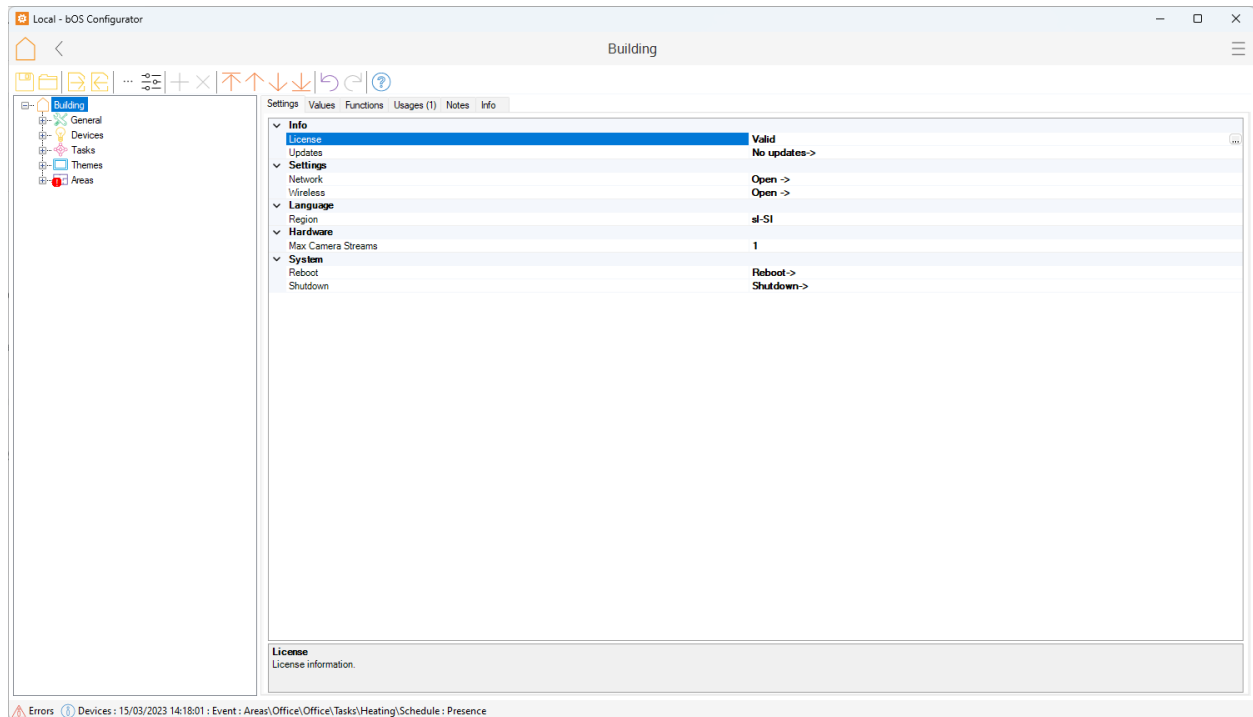 Local - bOS Configurator
Building
Building
General
Devices
Tasks
Themes
Areas
Settings Values Functions Usages (1) Notes Info
Info
License Valid ...
Updates No updates->
Settings
Network Open ->
Wireless Open ->
Language
Region sl-SI
Hardware
Max Camera Streams 1
System
Reboot Reboot->
Shutdown Shutdown->
License
License information.
Errors Devices : 15/03/2023 14:18:01 : Event : Areas\Office\Office\Tasks\Heating\Schedule : Presence